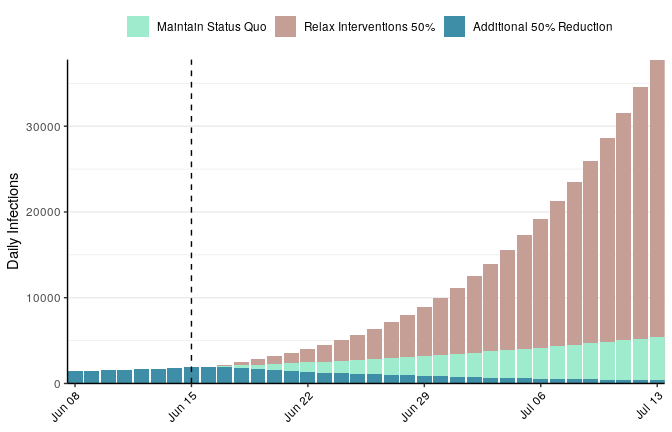 Maintain Status Quo Relax Interventions 50% Additional 50% Reduction
Daily Infections
30000
20000
10000
0
Jun 08 Jun 15 Jun 22 Jun 29 Jul 06 Jul 13